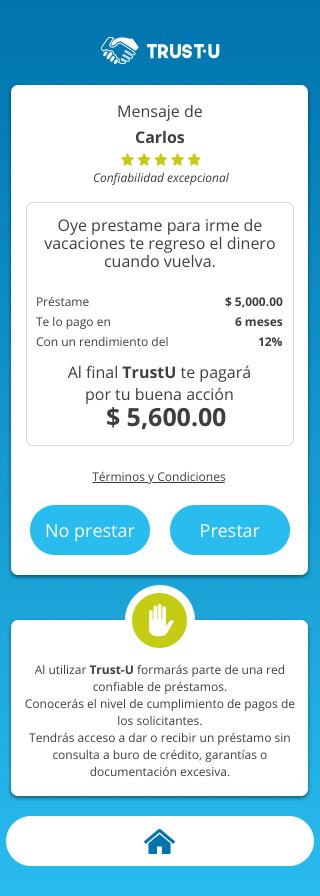 TRUST·U
Mensaje de
Carlos
Confiabilidad excepcional
Oye prestame para irme de
vacaciones te regreso el dinero
cuando vuelva.
Préstame $ 5,000.00
Te lo pago en 6 meses
Con un rendimiento del 12%
Al final TrustU te pagará
por tu buena acción
$ 5,600.00
Términos y Condiciones
No prestar Prestar
Al utilizar Trust-U formarás parte de una red
confiable de préstamos.
Conocerás el nivel de cumplimiento de pagos de
los solicitantes.
Tendrás acceso a dar o recibir un préstamo sin
consulta a buro de crédito, garantías o
documentación excesiva.